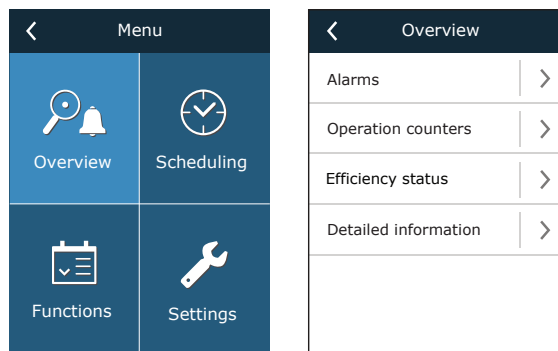 Menu
Overview
Scheduling
Functions
Settings
Overview
Alarms
Operation counters
Efficiency status
Detailed information